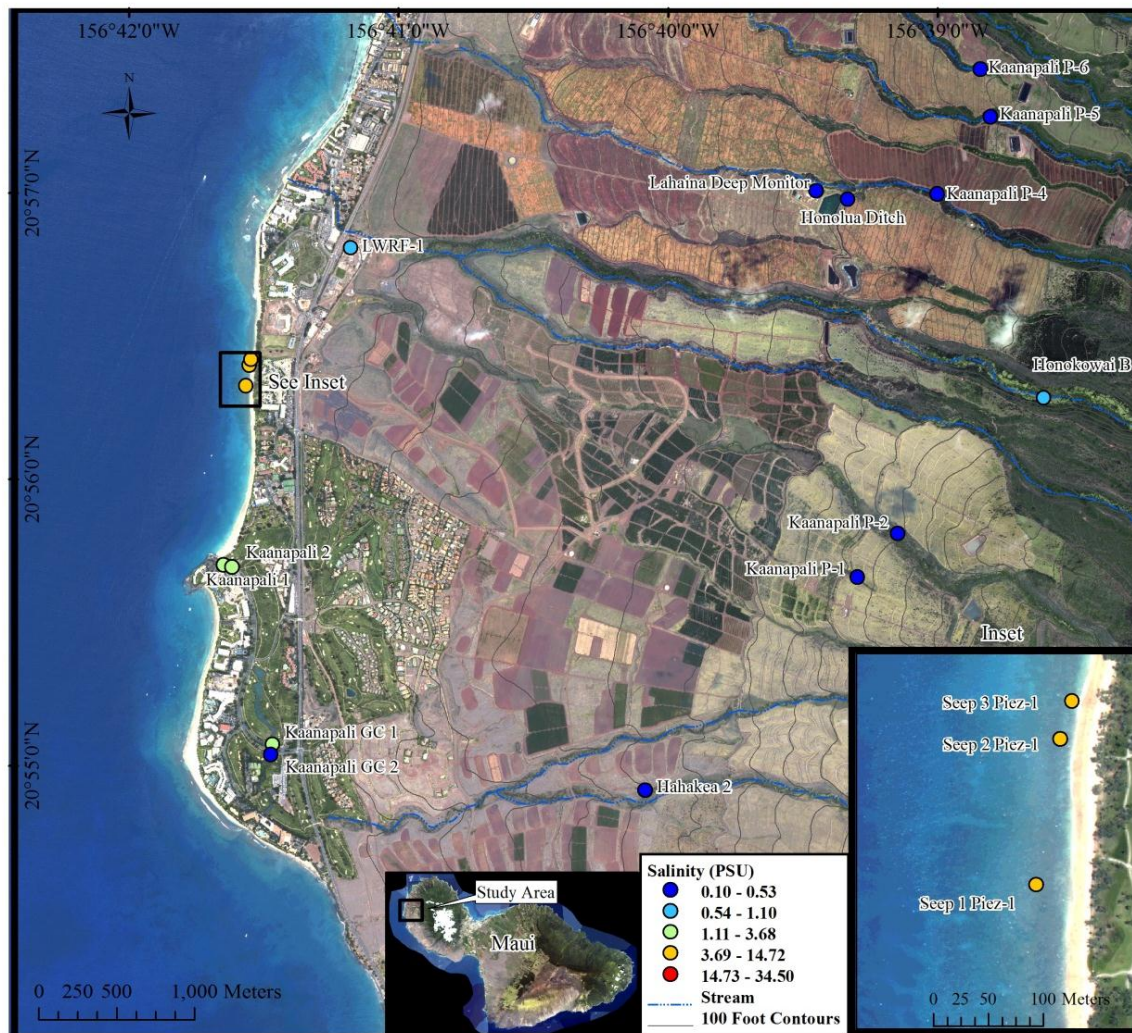 156°42'0"W
156°41'0"W
156°40'0"W
156°39'0"W
N
Kaanapali P-6
Kaanapali P-5
20°57'0"N
Lahaina Deep Monitor
Kaanapali P-4
Honolua Ditch
LWRF-1
See Inset
Honokowai B
20°56'0"N
Kaanapali P-2
Kaanapali 2
Kaanapali 1
Kaanapali P-1
Inset
Seep 3 Piez-1
Seep 2 Piez-1
Seep 1 Piez-1
0 50 100 Meters
Kaanapali GC 1
Kaanapali GC 2
20°55'0"N
Hahakea 2
Study Area
Maui
Salinity (PSU)
0.10 - 0.53
0.54 - 1.10
1.11 - 3.68
3.69 - 14.72
14.73 - 34.50
Stream
100 Foot Contours
0 250 500 1,000 Meters